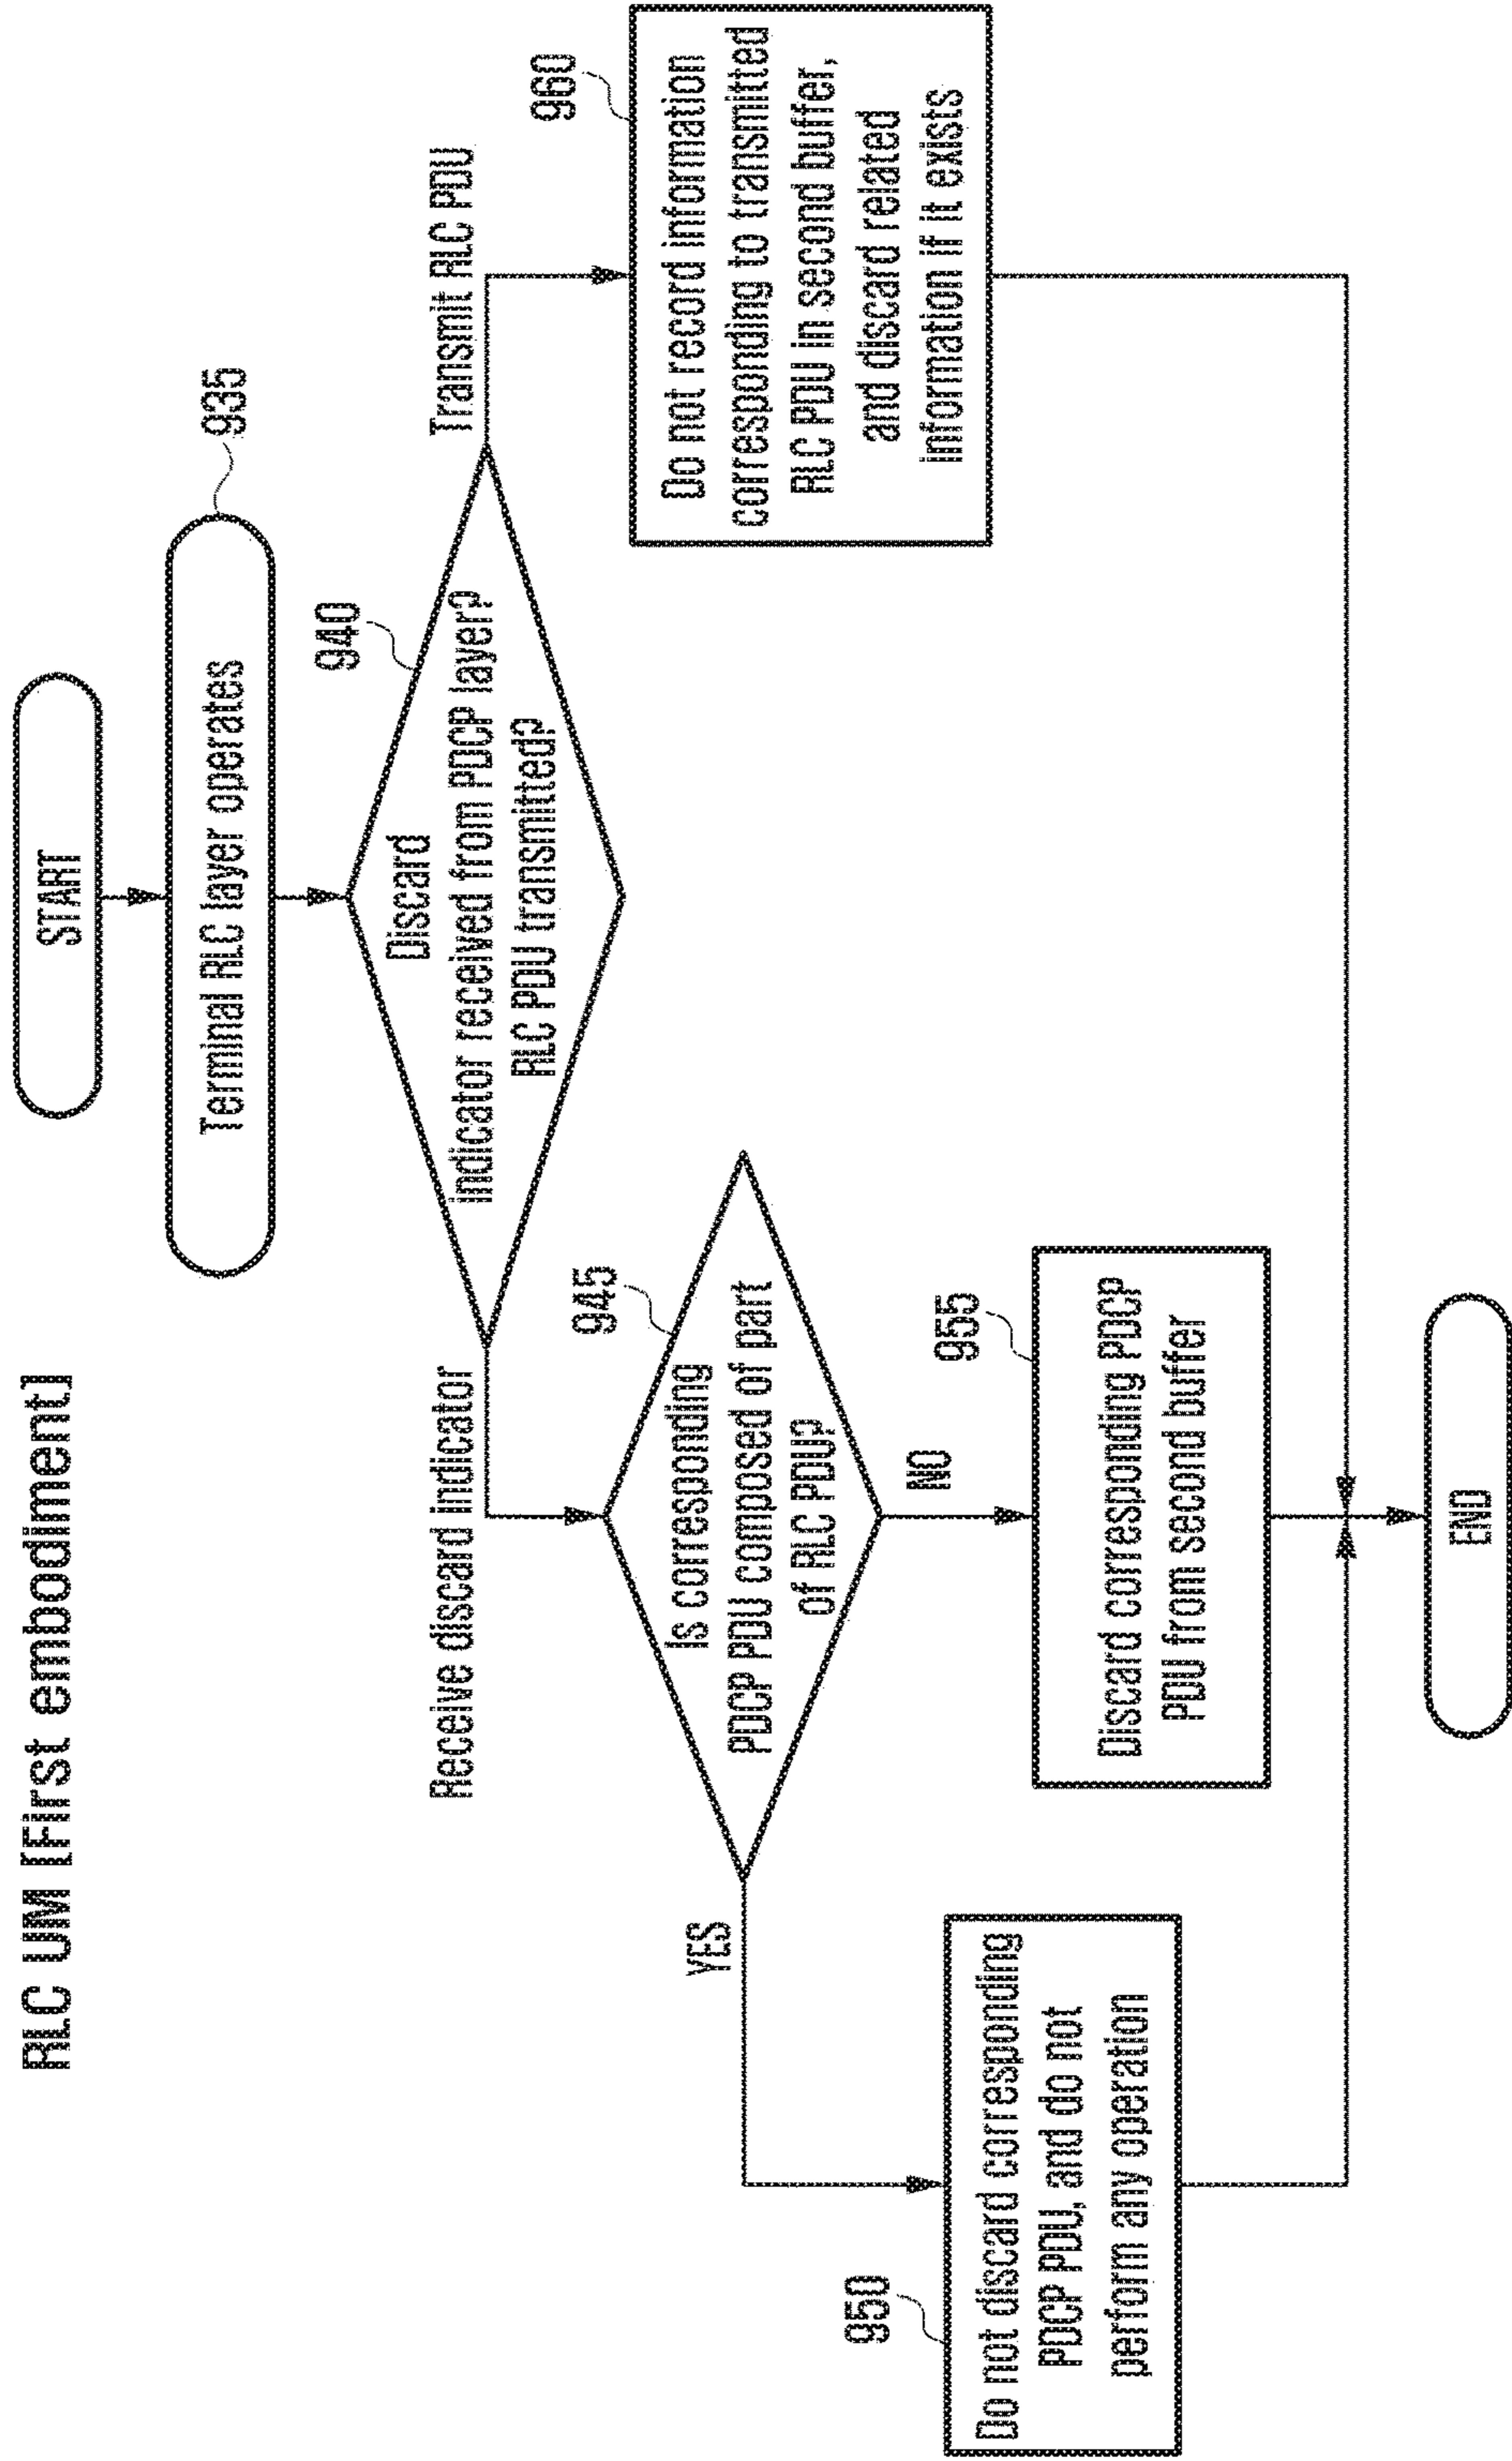 RLC UM [First embodiment]
START
Terminal RLC layer operates
935
940
Discard
indicator received from PDCP layer?
RLC PDU transmitted?
Receive discard indicator
Transmit RLC PDU
945
Is corresponding
PDCP PDU composed of part
of RLC PDU?
YES
NO
950
Do not discard corresponding
PDCP PDU, and do not
perform any operation
955
Discard corresponding PDCP
PDU from second buffer
960
Do not record information
corresponding to transmitted
RLC PDU in second buffer,
and discard related
information if it exists
END